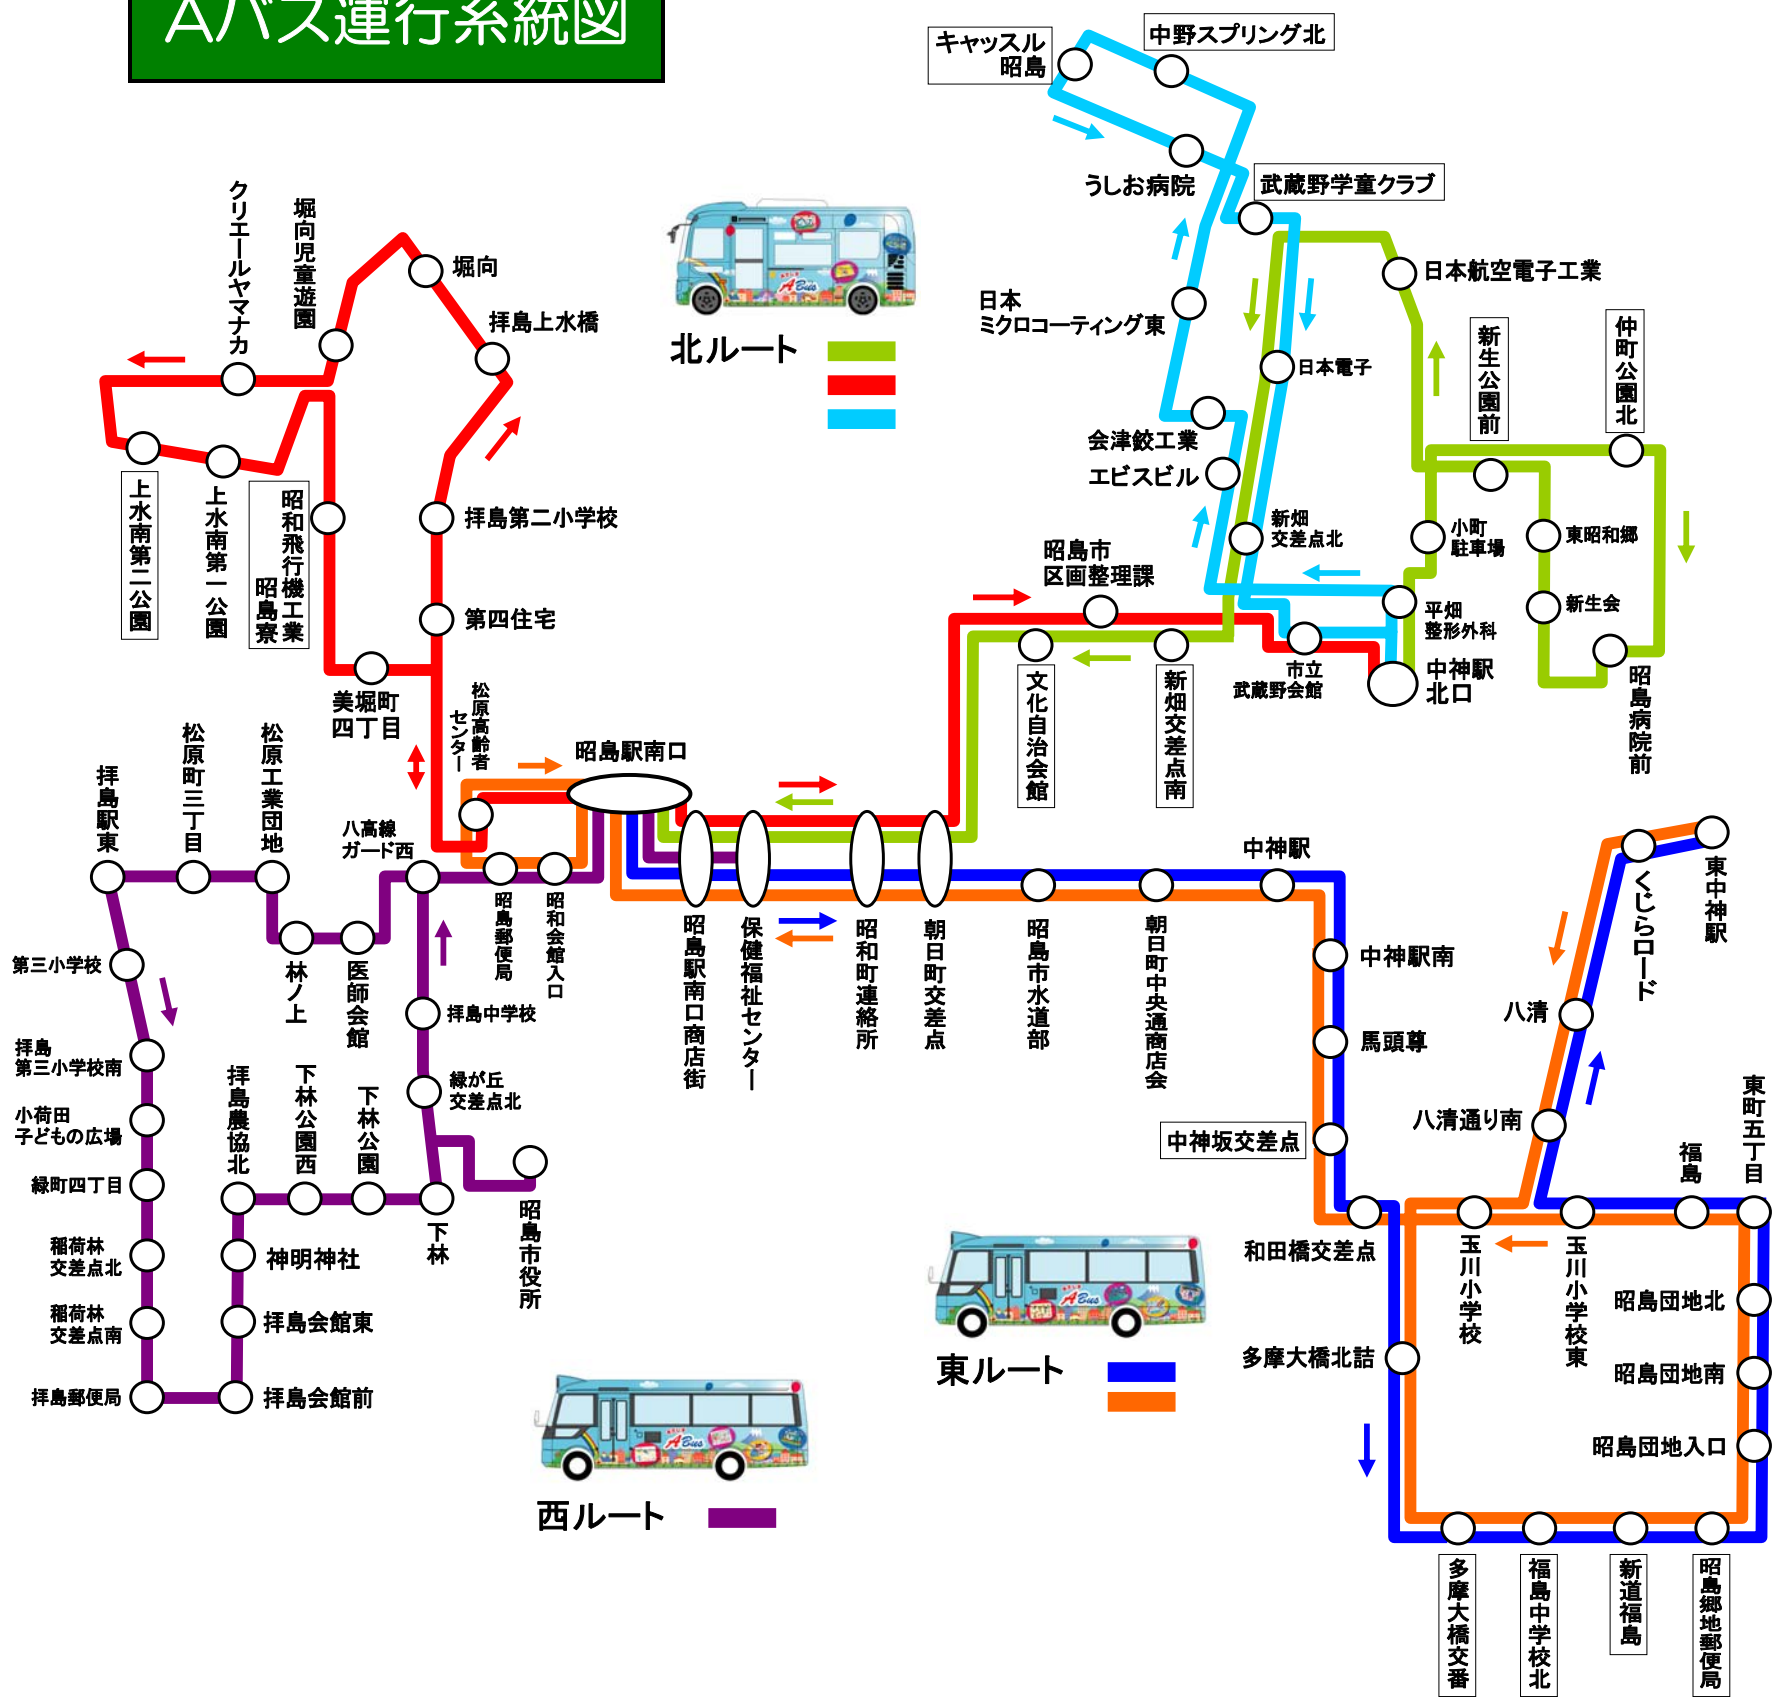 Aバス運行系統図
キャッスル
昭島
中野スプリング北
うしお病院
武蔵野学童クラブ
クリエールヤマナカ
堀向児童遊園
堀向
拝島上水橋
北ルート
日本
ミクロコーティング東
日本航空電子工業
新生公園前
仲町公園北
日本電子
会津鉸工業
エビスビル
上水南第二公園
上水南第一公園
昭和飛行機工業
昭島寮
拝島第二小学校
第四住宅
昭島市
区画整理課
新畑
交差点北
小町
駐車場
東昭和郷
新生会
平畑
整形外科
市立
武蔵野会館
中神駅
北口
昭島病院前
文化自治会館
新畑交差点南
美堀町
四丁目
松原高齢者
センター
昭島駅南口
拝島駅東
松原町三丁目
松原工業団地
八高線
ガード西
林ノ上
医師会館
昭島郵便局
昭和会館入口
昭島駅南口商店街
保健福祉センター
昭和町連絡所
朝日町交差点
昭島市水道部
朝日町中央通商店会
中神駅
中神駅南
馬頭尊
中神坂交差点
東中神駅
くじらロード
八清
八清通り南
第三小学校
拝島
第三小学校南
小荷田
子どもの広場
緑町四丁目
稲荷林
交差点北
稲荷林
交差点南
拝島郵便局
拝島会館前
拝島会館東
神明神社
拝島農協北
下林公園西
下林公園
下林
拝島中学校
緑が丘
交差点北
昭島市役所
和田橋交差点
玉川小学校
玉川小学校東
福島
東町五丁目
昭島団地北
昭島団地南
昭島団地入口
多摩大橋北詰
東ルート
西ルート
多摩大橋交番
福島中学校北
新道福島
昭島郷地郵便局
A Bus
A Bus
A Bus